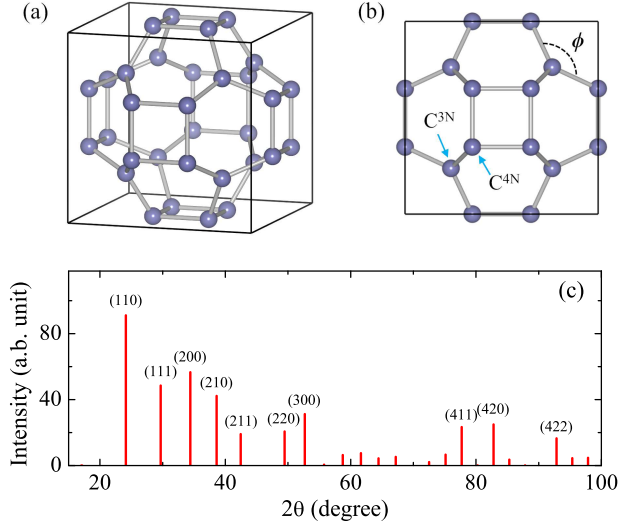 (a)
(b)
ϕ
C3N
C4N
(c)
Intensity (a.b. unit)
80
40
0
(110)
(111)
(200)
(210)
(211)
(220)
(300)
(411)
(420)
(422)
20
40
60
80
100
2θ (degree)